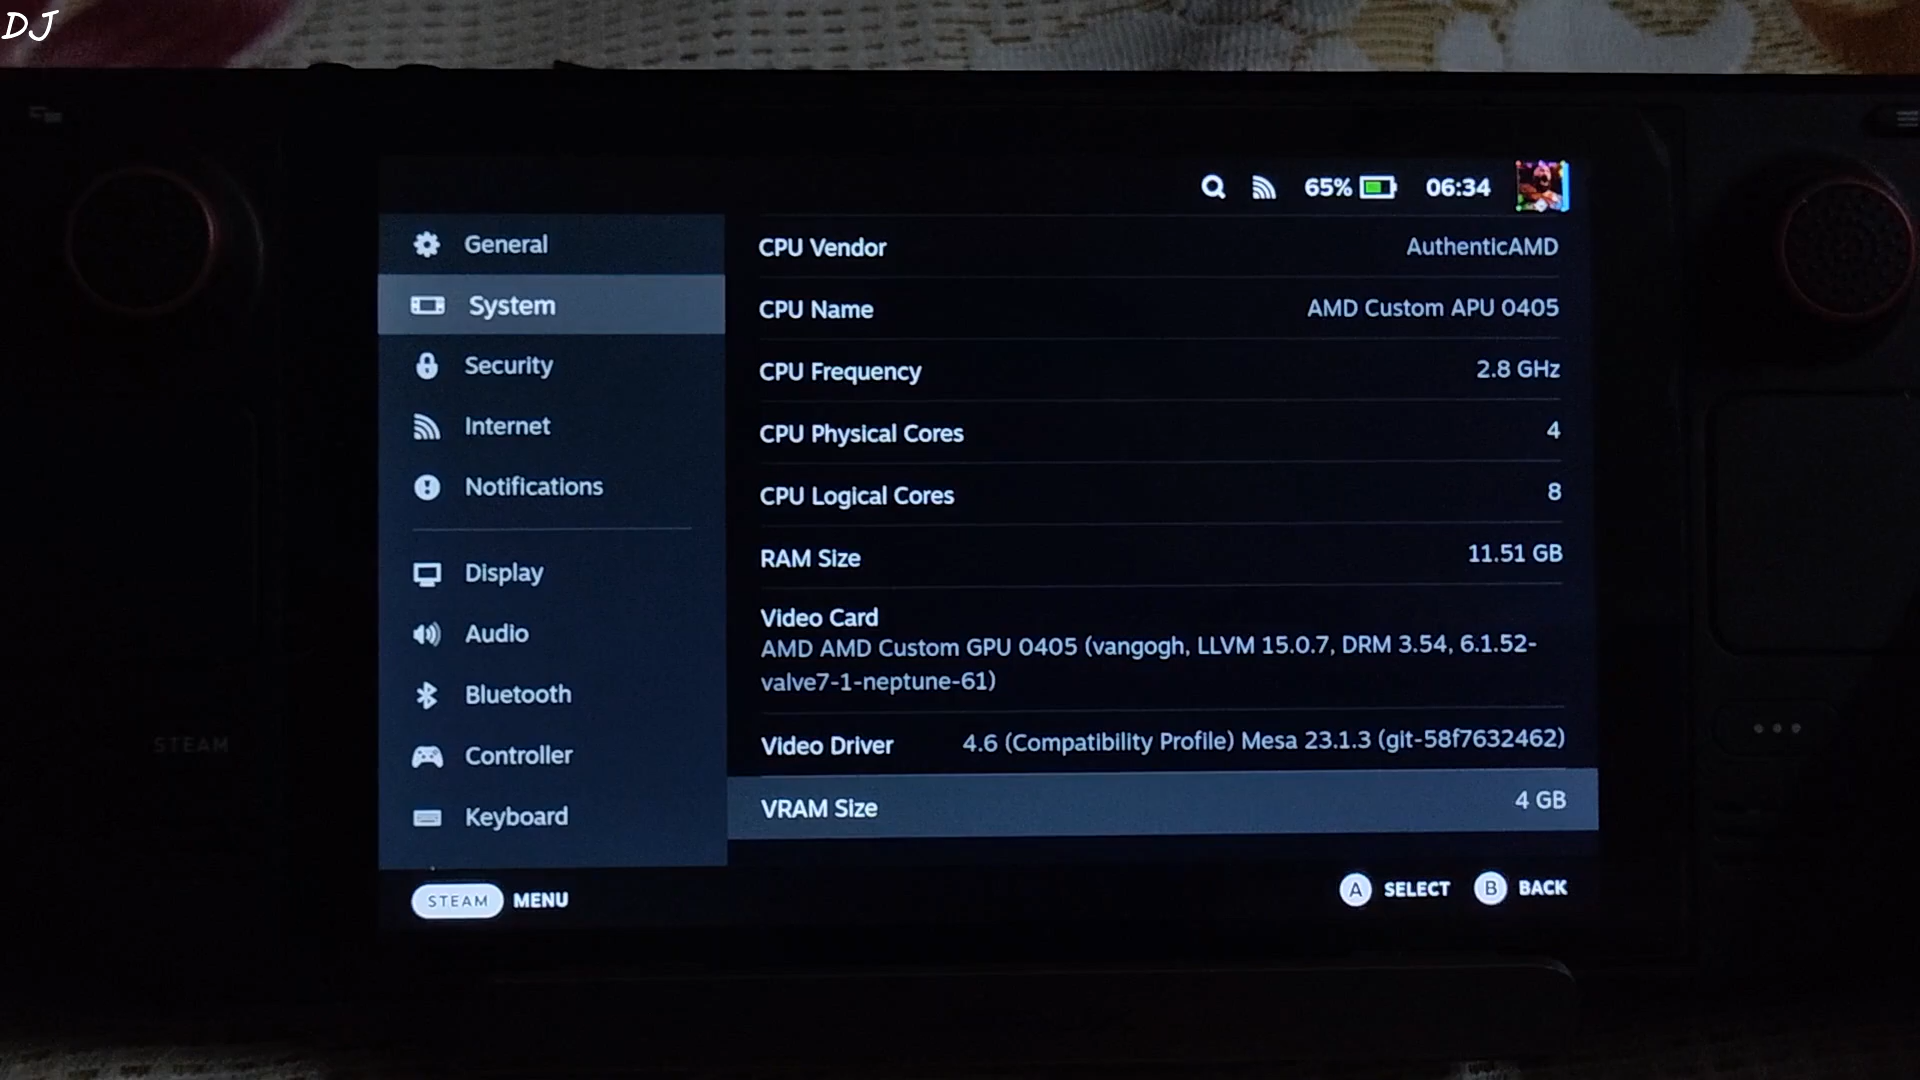 DJ
65% 06:34
General
System
Security
Internet
Notifications
Display
Audio
Bluetooth
Controller
Keyboard
CPU Vendor AuthenticAMD
CPU Name AMD Custom APU 0405
CPU Frequency 2.8 GHz
CPU Physical Cores 4
CPU Logical Cores 8
RAM Size 11.51 GB
Video Card
AMD AMD Custom GPU 0405 (vangogh, LLVM 15.0.7, DRM 3.54, 6.1.52-
valve7-1-neptune-61)
Video Driver 4.6 (Compatibility Profile) Mesa 23.1.3 (git-58f7632462)
VRAM Size 4 GB
STEAM
STEAM MENU
A SELECT B BACK